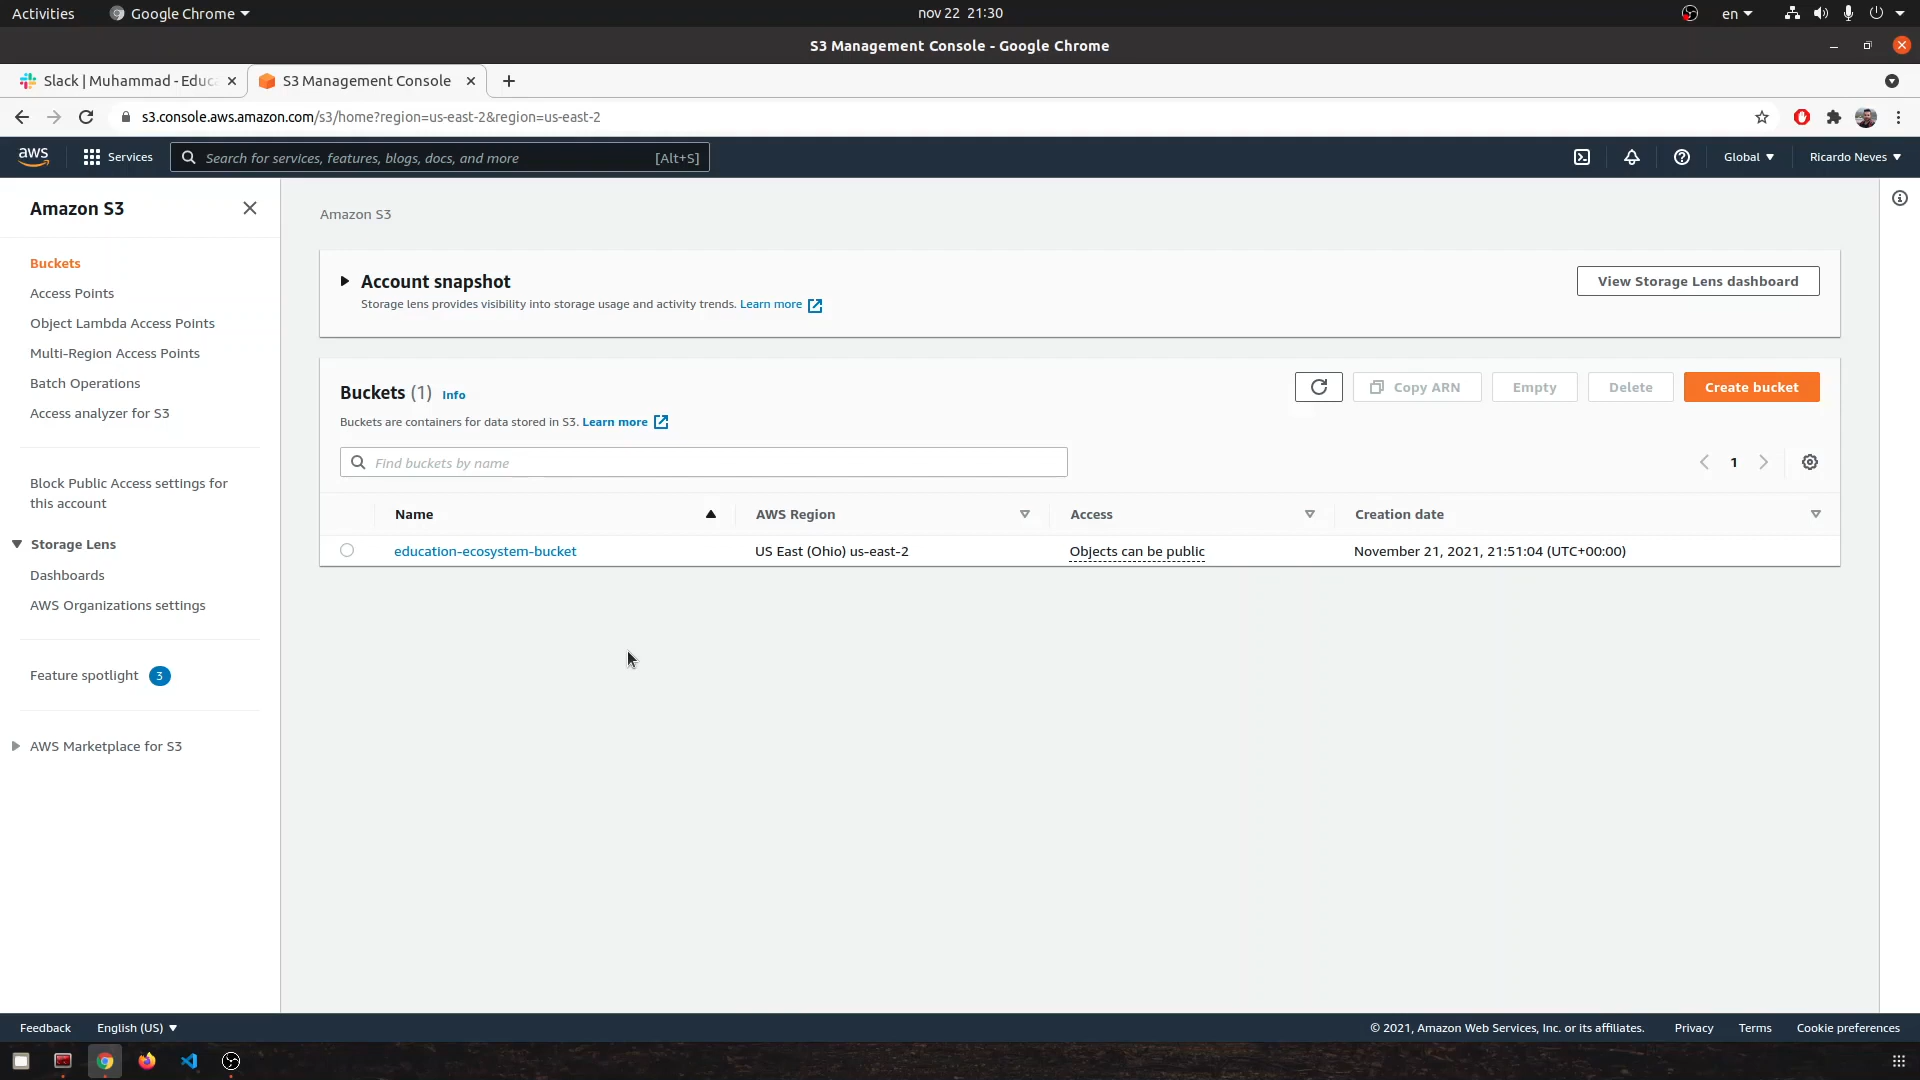 Activities
Google Chrome
nov 22 21:30
en
S3 Management Console - Google Chrome
Slack | Muhammad - Educ
S3 Management Console
s3.console.aws.amazon.com/s3/home?region=us-east-2&region=us-east-2
aws
Services
Search for services, features, blogs, docs, and more
[Alt+S]
Global
Ricardo Neves
Amazon S3
Buckets
Access Points
Object Lambda Access Points
Multi-Region Access Points
Batch Operations
Access analyzer for S3
Block Public Access settings for
this account
Storage Lens
Dashboards
AWS Organizations settings
Feature spotlight 3
AWS Marketplace for S3
Amazon S3
Account snapshot
Storage lens provides visibility into storage usage and activity trends. Learn more
View Storage Lens dashboard
Buckets (1) Info
Buckets are containers for data stored in S3. Learn more
Copy ARN
Empty
Delete
Create bucket
Find buckets by name
1
Name
AWS Region
Access
Creation date
education-ecosystem-bucket
US East (Ohio) us-east-2
Objects can be public
November 21, 2021, 21:51:04 (UTC+00:00)
Feedback
English (US)
© 2021, Amazon Web Services, Inc. or its affiliates.
Privacy
Terms
Cookie preferences